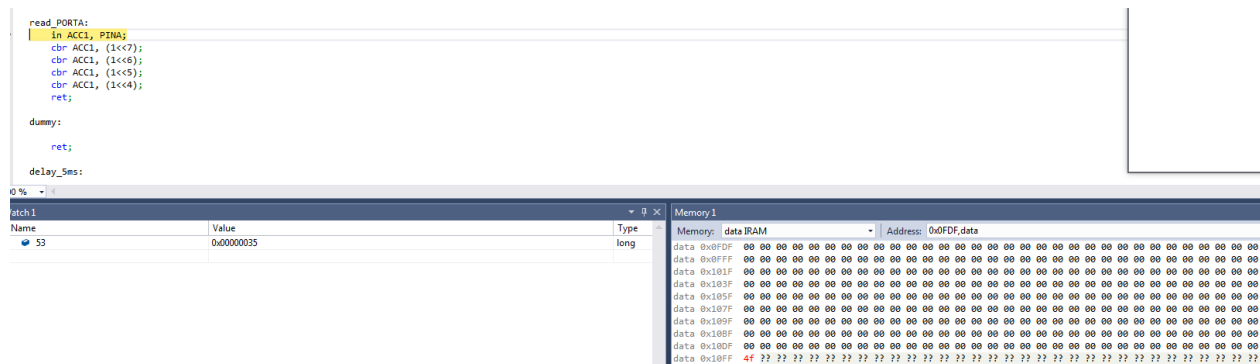 read_PORTA:
in ACC1, PINA;
cbr ACC1, (1<<7);
cbr ACC1, (1<<6);
cbr ACC1, (1<<5);
cbr ACC1, (1<<4);
ret;
dummy:
ret;
delay_5ms:
00 %
Watch 1
Name Value Type
53 0x00000035 long
Memory 1
Memory: data IRAM Address: 0x0FDF,data
data 0x0FDF 00 00 00 00 00 00 00 00 00 00 00 00 00 00 00 00 00 00 00 00 00 00 00 00 00 00 00 00 00 00 00 00
data 0x0FFF 00 00 00 00 00 00 00 00 00 00 00 00 00 00 00 00 00 00 00 00 00 00 00 00 00 00 00 00 00 00 00 00
data 0x101F 00 00 00 00 00 00 00 00 00 00 00 00 00 00 00 00 00 00 00 00 00 00 00 00 00 00 00 00 00 00 00 00
data 0x103F 00 00 00 00 00 00 00 00 00 00 00 00 00 00 00 00 00 00 00 00 00 00 00 00 00 00 00 00 00 00 00 00
data 0x105F 00 00 00 00 00 00 00 00 00 00 00 00 00 00 00 00 00 00 00 00 00 00 00 00 00 00 00 00 00 00 00 00
data 0x107F 00 00 00 00 00 00 00 00 00 00 00 00 00 00 00 00 00 00 00 00 00 00 00 00 00 00 00 00 00 00 00 00
data 0x109F 00 00 00 00 00 00 00 00 00 00 00 00 00 00 00 00 00 00 00 00 00 00 00 00 00 00 00 00 00 00 00 00
data 0x10BF 00 00 00 00 00 00 00 00 00 00 00 00 00 00 00 00 00 00 00 00 00 00 00 00 00 00 00 00 00 00 00 00
data 0x10DF 00 00 00 00 00 00 00 00 00 00 00 00 00 00 00 00 00 00 00 00 00 00 00 00 00 00 00 00 00 00 00 00
data 0x10FF 4f ?? ?? ?? ?? ?? ?? ?? ?? ?? ?? ?? ?? ?? ?? ?? ?? ?? ?? ?? ?? ?? ?? ?? ?? ?? ?? ?? ?? ?? ?? ??